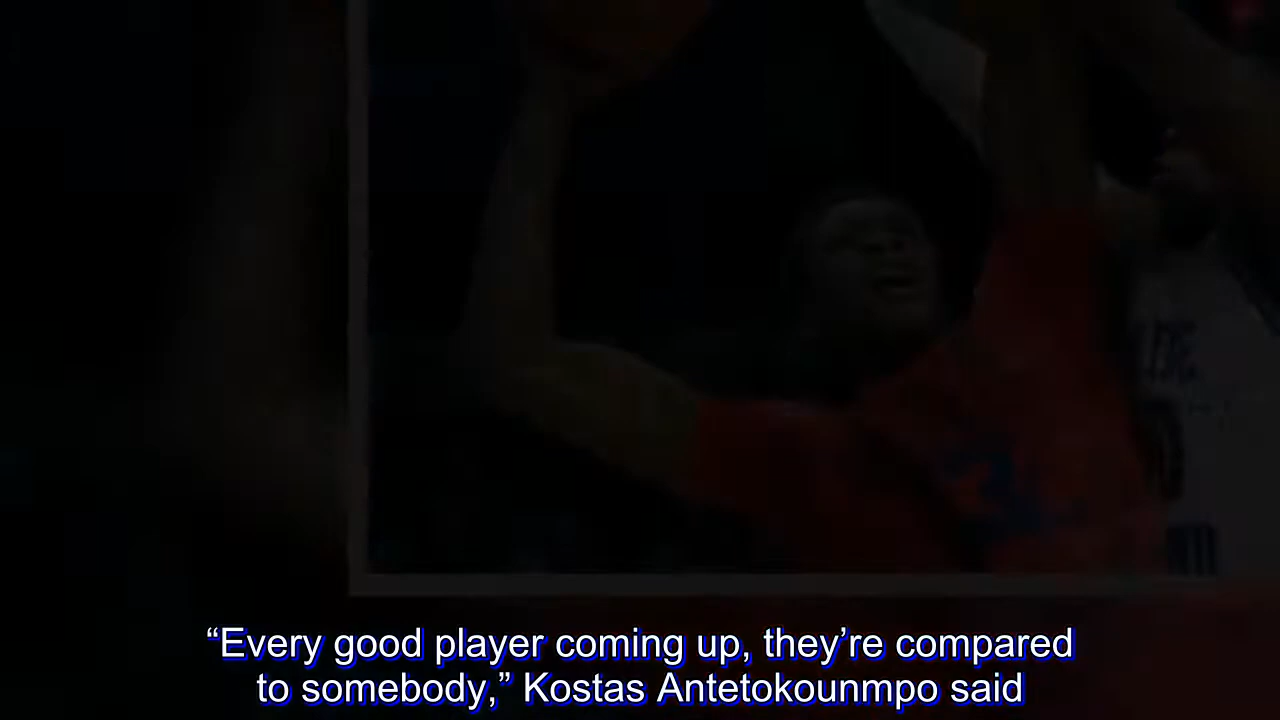 “Every good player coming up, they’re compared
to somebody,” Kostas Antetokounmpo said